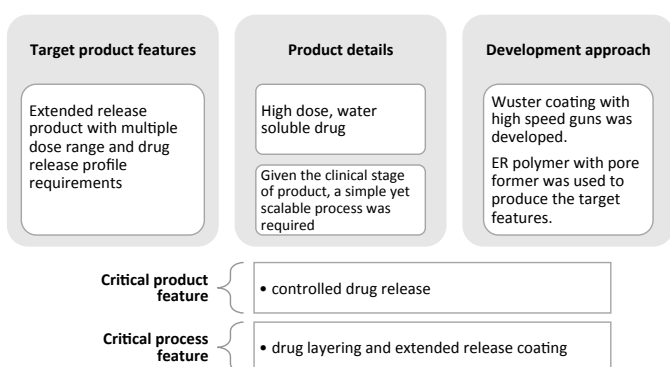 Target product features
Extended release
product with multiple
dose range and drug
release profile
requirements
Product details
High dose, water
soluble drug
Given the clinical stage
of product, a simple yet
scalable process was
required
Development approach
Wuster coating with
high speed guns was
developed.
ER polymer with pore
former was used to
produce the target
features.
Critical product
feature
• controlled drug release
Critical process
feature
• drug layering and extended release coating